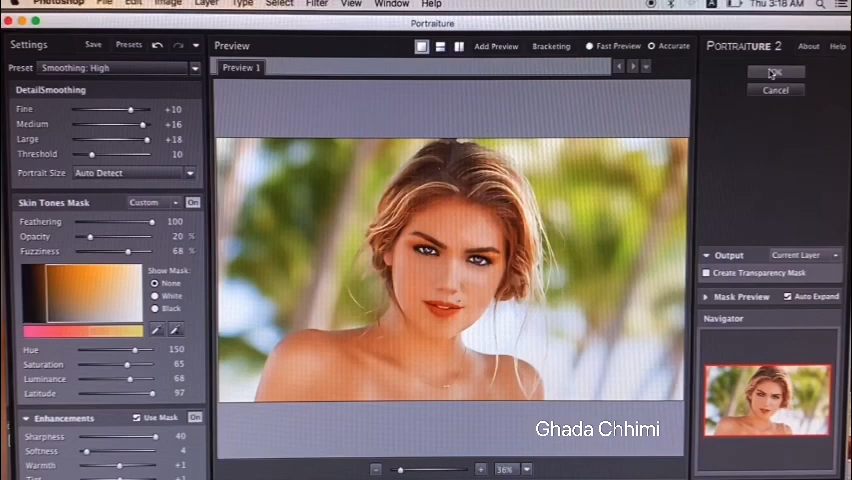 Photoshop File Edit Image Layer Type Select Filter View Window Help Thu 3:18 AM
Portraiture
Settings Save Presets Preview Add Preview Bracketing Fast Preview Accurate PORTRAITURE 2 About Help
Preset Smoothing: High Preview 1
DetailSmoothing
Fine +10
Medium +16
Large +18
Threshold 10
Portrait Size Auto Detect
Cancel
Skin Tones Mask Custom On
Feathering 100
Opacity 20 %
Fuzziness 68 %
Show Mask:
None
White
Black
Hue 150
Saturation 65
Luminance 68
Latitude 97
Enhancements Use Mask On
Sharpness 40
Softness 4
Warmth +1
Output Current Layer
Create Transparency Mask
Mask Preview Auto Expand
Navigator
Ghada Chhimi
36%